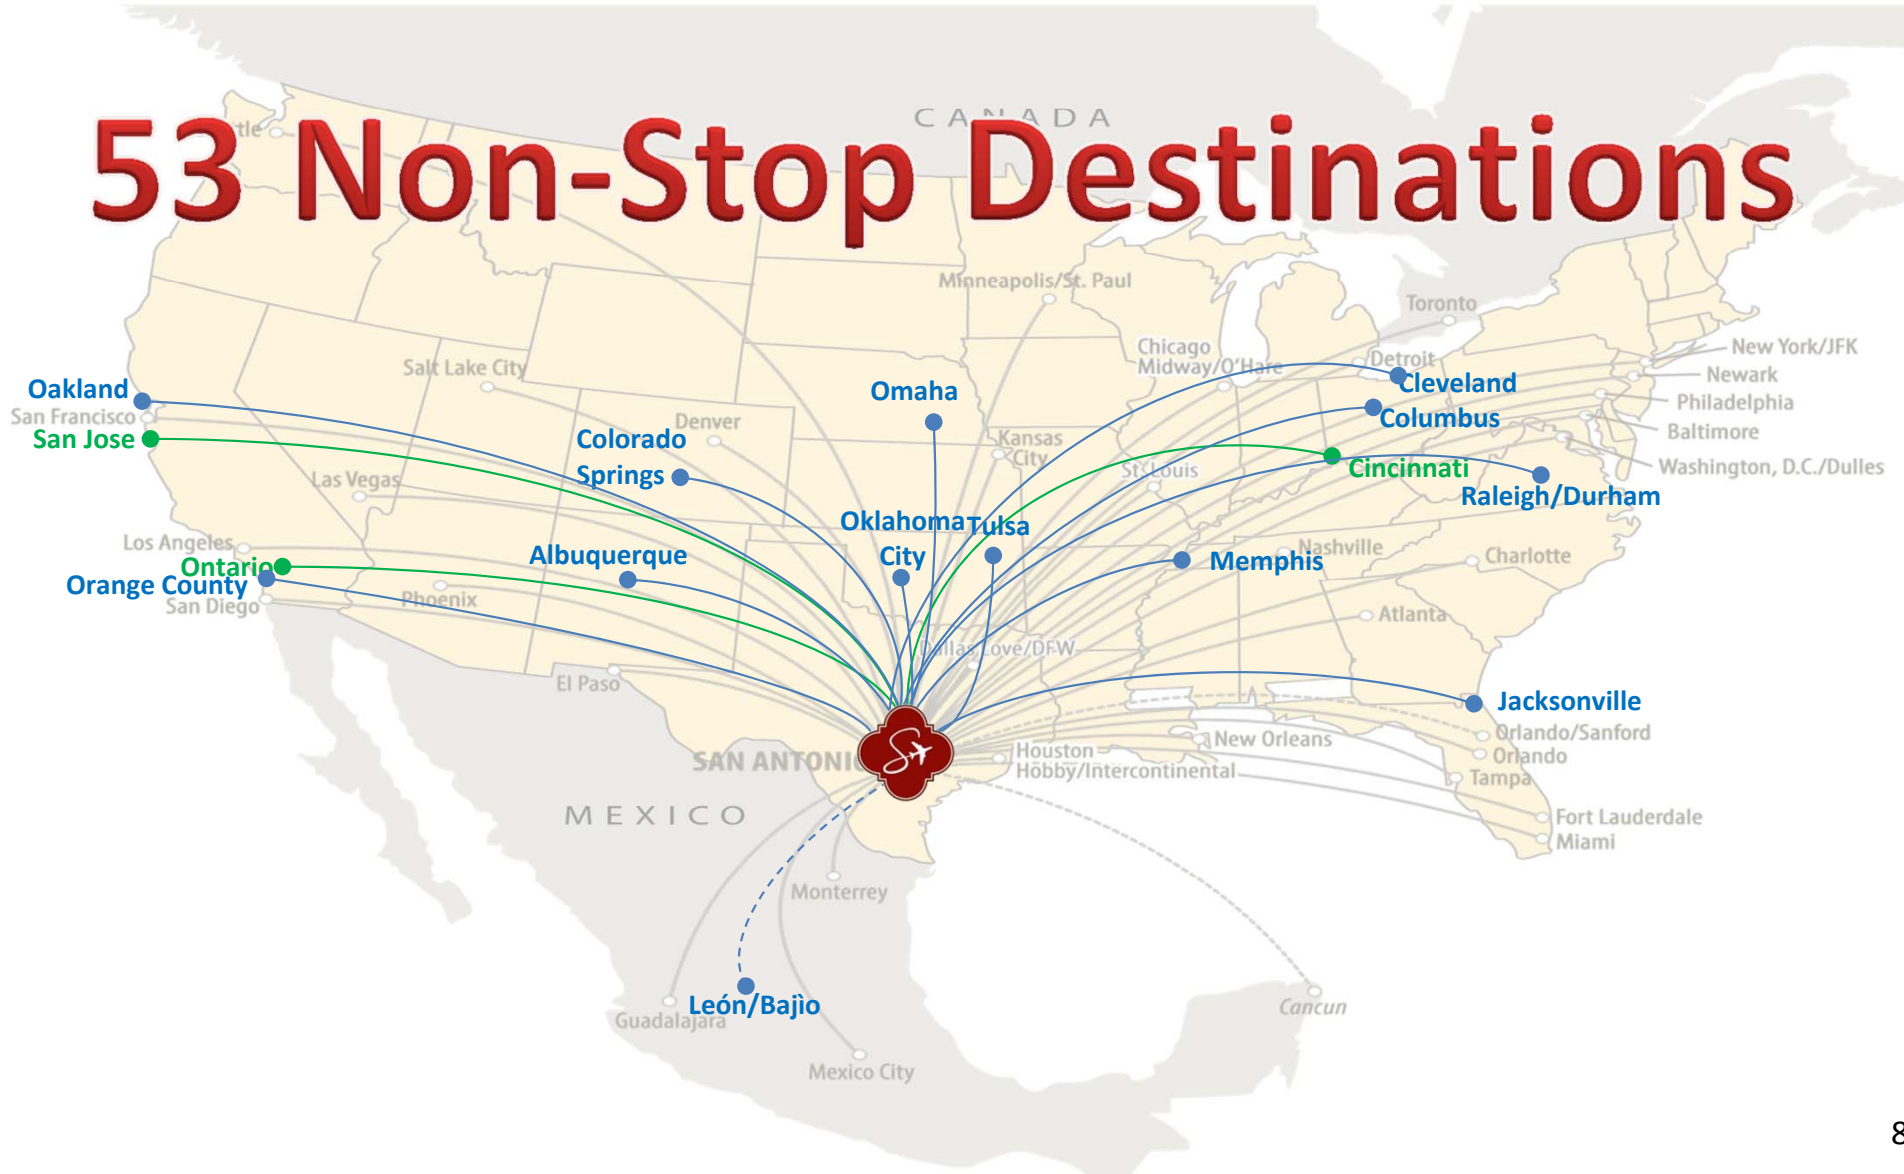 CANADA
53 Non-Stop Destinations
Minneapolis/St. Paul
Toronto
Chicago
Midway/O'Hare
Detroit
New York/JFK
Salt Lake City
Newark
Oakland
Omaha
Cleveland
Philadelphia
San Francisco
Denver
Columbus
San Jose
Colorado
Springs
Kansas
City
Baltimore
Las Vegas
St. Louis
Cincinnati
Washington, D.C./Dulles
Raleigh/Durham
Oklahoma
City
Tulsa
Los Angeles
Albuquerque
Nashville
Charlotte
Ontario
Memphis
Orange County
San Diego
Phoenix
Atlanta
Dallas Love/DFW
El Paso
Jacksonville
Orlando/Sanford
New Orleans
SAN ANTONI
Houston
Hobby/Intercontinental
Orlando
Tampa
MEXICO
Fort Lauderdale
Miami
Monterrey
León/Bajìo
Cancun
Guadalajara
Mexico City
8